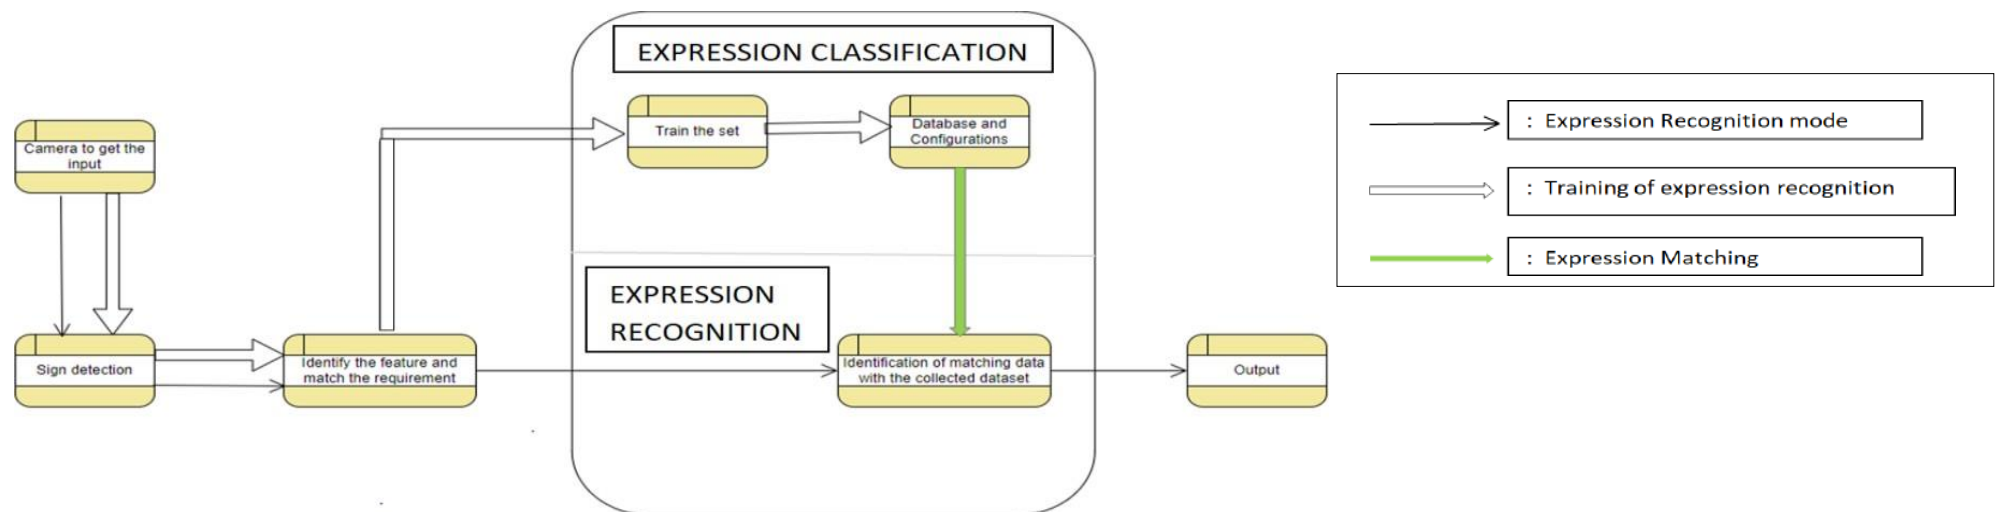 EXPRESSION CLASSIFICATION
Train the set
Database and
Configurations
Camera to get the
input
EXPRESSION
RECOGNITION
Sign detection
Identify the feature and
match the requirement
Identification of matching data
with the collected dataset
Output
: Expression Recognition mode
: Training of expression recognition
: Expression Matching